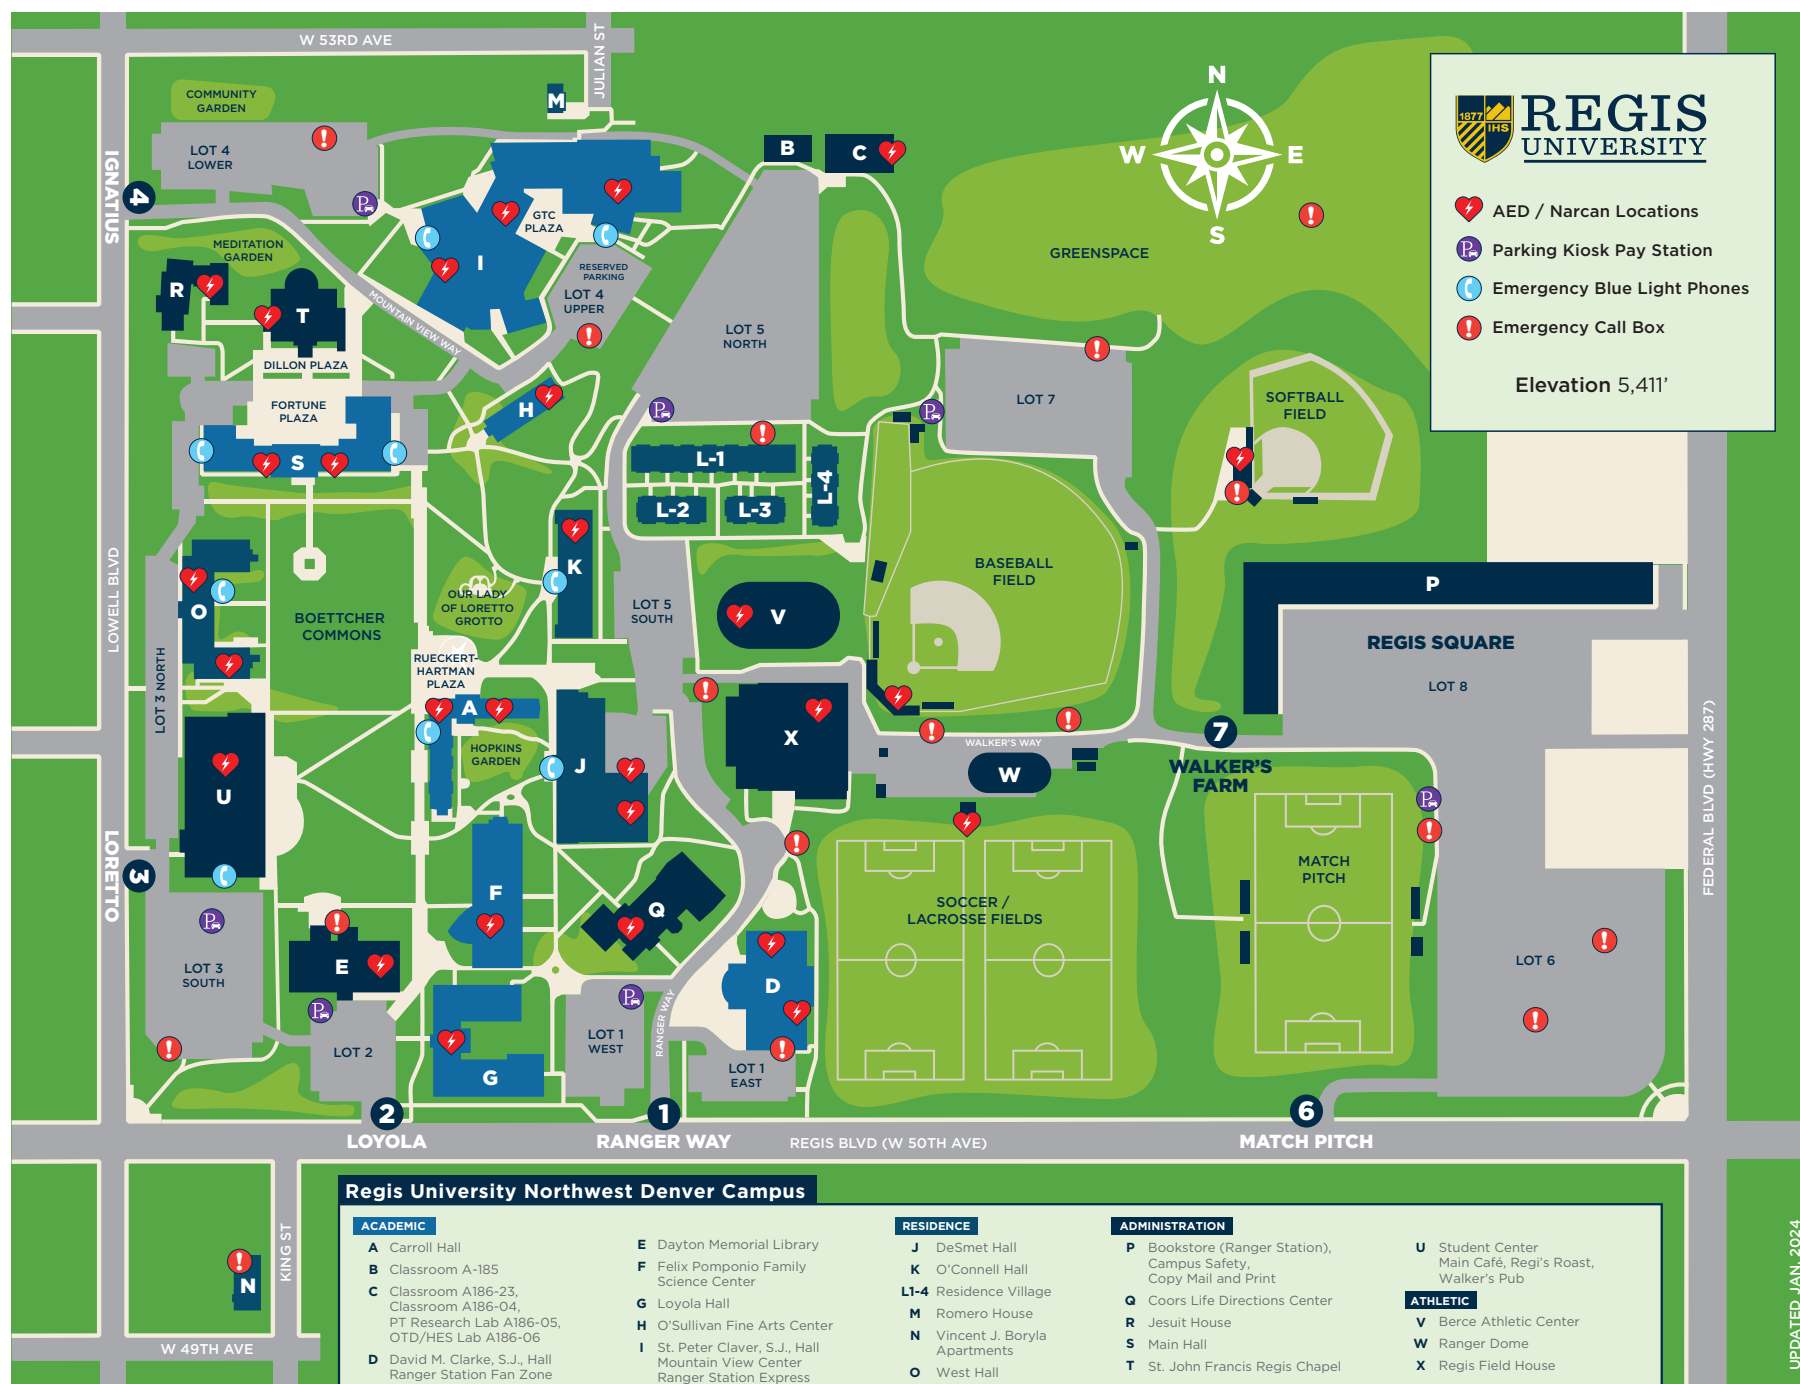 W 53RD AVE
JULIAN ST
COMMUNITY
GARDEN
LOT 4
LOWER
M
B
C
N
W
E
S
1877
IHS
REGIS
UNIVERSITY
AED / Narcan Locations
Parking Kiosk Pay Station
Emergency Blue Light Phones
Emergency Call Box
Elevation 5,411'
IGNATIUS
4
P
GTC
PLAZA
I
MEDITATION
GARDEN
RESERVED
PARKING
LOT 4
UPPER
GREENSPACE
R
T
MOUNTAIN VIEW WAY
LOT 5
NORTH
DILLON PLAZA
FORTUNE
PLAZA
H
P
P
LOT 7
SOFTBALL
FIELD
S
L-1
L-2
L-3
L-4
LOWELL BLVD
K
BASEBALL
FIELD
P
OUR LADY
OF LORETTO
GROTTO
O
BOETTCHER
COMMONS
LOT 5
SOUTH
V
REGIS SQUARE
LOT 8
RUECKERT-
HARTMAN
PLAZA
LOT 3 NORTH
A
HOPKINS
GARDEN
J
X
WALKER'S WAY
W
7
WALKER'S
FARM
FEDERAL BLVD (HWY 287)
U
P
LORETTO
3
MATCH
PITCH
F
Q
SOCCER /
LACROSSE FIELDS
P
E
LOT 3
SOUTH
D
LOT 6
P
P
RANGER WAY
LOT 1
WEST
LOT 2
G
LOT 1
EAST
2
LOYOLA
1
RANGER WAY
REGIS BLVD (W 50TH AVE)
6
MATCH PITCH
KING ST
N
W 49TH AVE
UPDATED JAN. 2024
Regis University Northwest Denver Campus
ACADEMIC
A Carroll Hall
B Classroom A-185
C Classroom A186-23,
Classroom A186-04,
PT Research Lab A186-05,
OTD/HES Lab A186-06
D David M. Clarke, S.J., Hall
Ranger Station Fan Zone
E Dayton Memorial Library
F Felix Pomponio Family
Science Center
G Loyola Hall
H O'Sullivan Fine Arts Center
I St. Peter Claver, S.J., Hall
Mountain View Center
Ranger Station Express
RESIDENCE
J DeSmet Hall
K O'Connell Hall
L1-4 Residence Village
M Romero House
N Vincent J. Boryla
Apartments
O West Hall
ADMINISTRATION
P Bookstore (Ranger Station),
Campus Safety,
Copy Mail and Print
Q Coors Life Directions Center
R Jesuit House
S Main Hall
T St. John Francis Regis Chapel
U Student Center
Main Café, Regi's Roast,
Walker's Pub
ATHLETIC
V Berce Athletic Center
W Ranger Dome
X Regis Field House